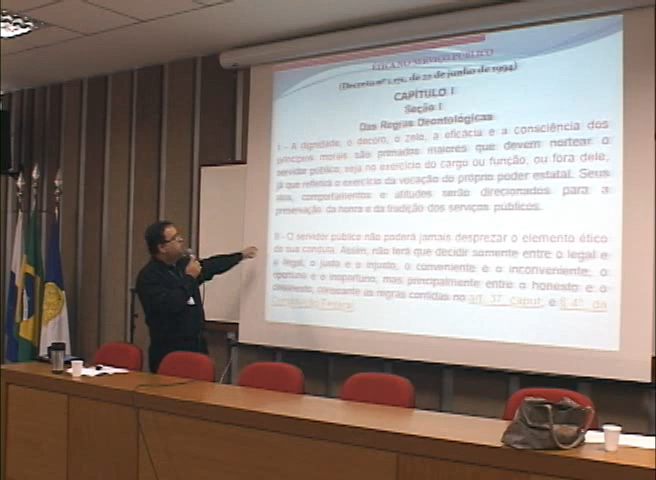 ÉTICA NO SERVIÇO PÚBLICO
(Decreto nº 1.171, de 22 de junho de 1994)
CAPÍTULO I
Seção I
Das Regras Deontológicas
I - A dignidade, o decoro, o zelo, a eficácia e a consciência dos
princípios morais são primados maiores que devem nortear o
servidor público, seja no exercício do cargo ou função, ou fora dele,
já que refletirá o exercício da vocação do próprio poder estatal. Seus
atos, comportamentos e atitudes serão direcionados para a
preservação da honra e da tradição dos serviços públicos.
II - O servidor público não poderá jamais desprezar o elemento ético
de sua conduta. Assim, não terá que decidir somente entre o legal e
o ilegal, o justo e o injusto, o conveniente e o inconveniente, o
oportuno e o inoportuno, mas principalmente entre o honesto e o
desonesto, consoante as regras contidas no art. 37, caput, e § 4°, da
Constituição Federal.